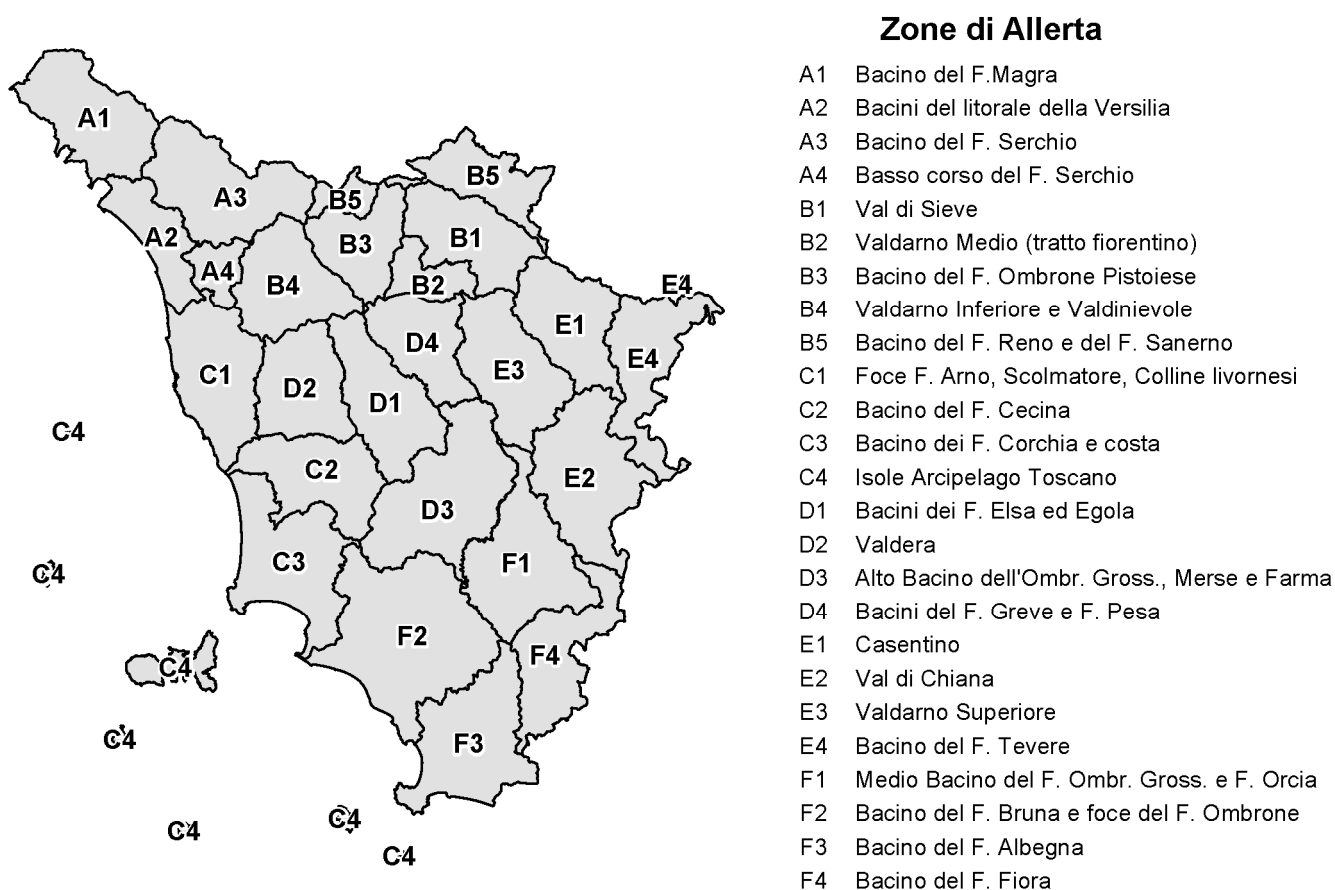 Zone di Allerta
A1 Bacino del F.Magra
A2 Bacini del litorale della Versilia
A3 Bacino del F. Serchio
A4 Basso corso del F. Serchio
B1 Val di Sieve
B2 Valdarno Medio (tratto fiorentino)
B3 Bacino del F. Ombrone Pistoiese
B4 Valdarno Inferiore e Valdinievole
B5 Bacino del F. Reno e del F. Sanerno
C1 Foce F. Arno, Scolmatore, Colline livornesi
C2 Bacino del F. Cecina
C3 Bacino dei F. Corchia e costa
C4 Isole Arcipelago Toscano
D1 Bacini dei F. Elsa ed Egola
D2 Valdera
D3 Alto Bacino dell'Ombr. Gross., Merse e Farma
D4 Bacini del F. Greve e F. Pesa
E1 Casentino
E2 Val di Chiana
E3 Valdarno Superiore
E4 Bacino del F. Tevere
F1 Medio Bacino del F. Ombr. Gross. e F. Orcia
F2 Bacino del F. Bruna e foce del F. Ombrone
F3 Bacino del F. Albegna
F4 Bacino del F. Fiora
A1
B5
A3
B5
A2
B3
B1
A4
B4
B2
E4
E1
D4
E4
C1
D2
E3
D1
C4
C2
E2
D3
C4
C3
F1
F2
F4
C4
C4
F3
C4
C4
C4